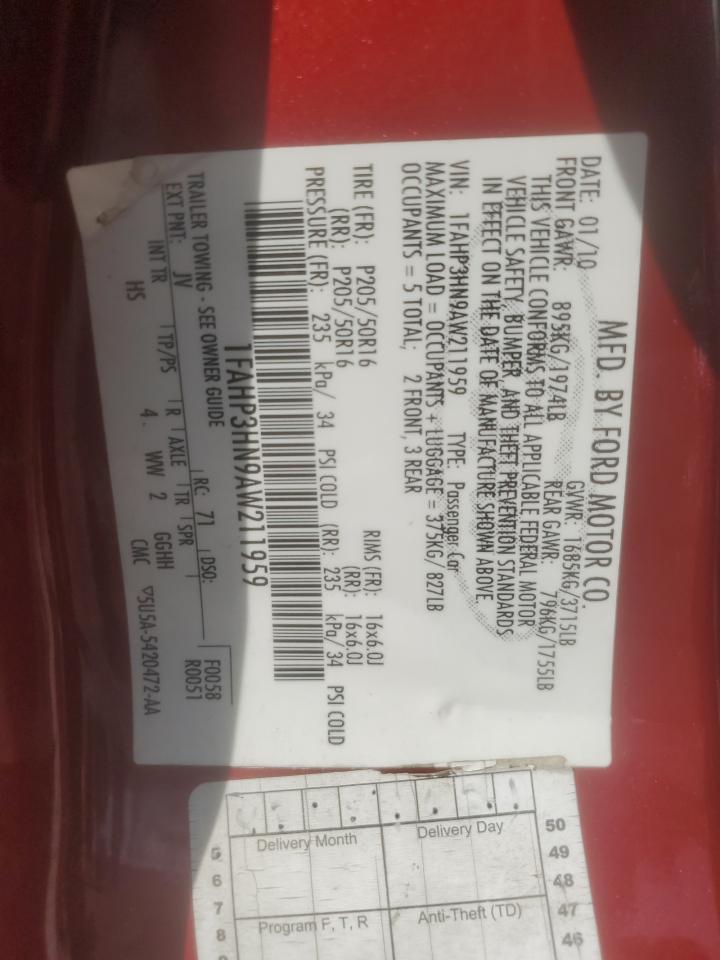 MFD. BY FORD MOTOR CO.
DATE: 01/10 GVWR: 1685KG/3715LB
FRONT GAWR: 895KG/1974LB REAR GAWR: 796KG/1755LB
THIS VEHICLE CONFORMS TO ALL APPLICABLE FEDERAL MOTOR
VEHICLE SAFETY, BUMPER, AND THEFT PREVENTION STANDARDS
IN EFFECT ON THE DATE OF MANUFACTURE SHOWN ABOVE.
VIN: 1FAHP3HN9AW211959 TYPE: Passenger Car
MAXIMUM LOAD = OCCUPANTS + LUGGAGE = 375KG/827LB
OCCUPANTS = 5 TOTAL; 2 FRONT, 3 REAR
TIRE (FR): P205/50R16 RIMS (FR): 16x6.0J
(RR): P205/50R16 (RR): 16x6.0J
PRESSURE (FR): 235 kPa/ 34 PSI COLD (RR): 235 kPa/ 34 PSI COLD
1FAHP3HN9AW211959
TRAILER TOWING - SEE OWNER GUIDE
F0058
EXT PNT: JV RC: 71 DSO: R0051
INT TR TP/PS R AXLE TR SPR
HS 4. WW 2 GGHH
CMC ▽5U5A-5420472-AA
Delivery Month
Delivery Day
Program F, T, R
Anti-Theft (TD)
50
49
48
47
46
5
6
7
8